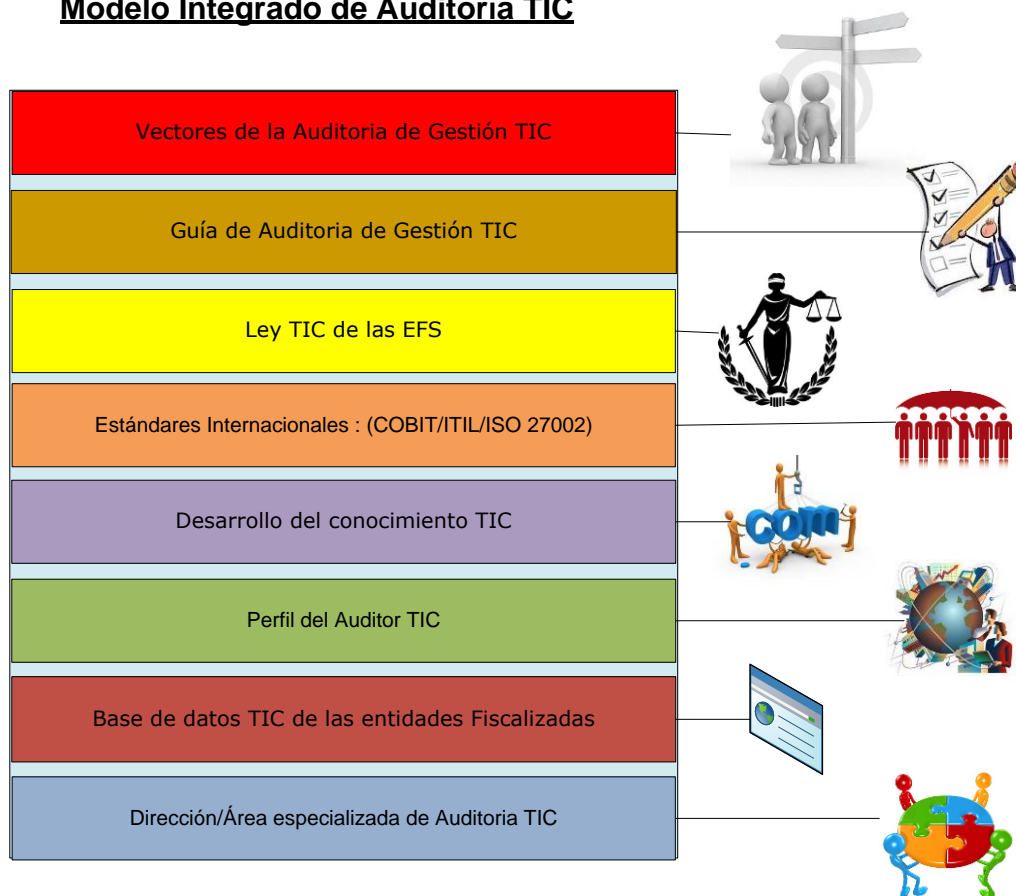 Modelo Integrado de Auditoria TIC
Vectores de la Auditoria de Gestión TIC
Guía de Auditoria de Gestión TIC
Ley TIC de las EFS
Estándares Internacionales : (COBIT/ITIL/ISO 27002)
Desarrollo del conocimiento TIC
com
Perfil del Auditor TIC
Base de datos TIC de las entidades Fiscalizadas
Dirección/Área especializada de Auditoria TIC